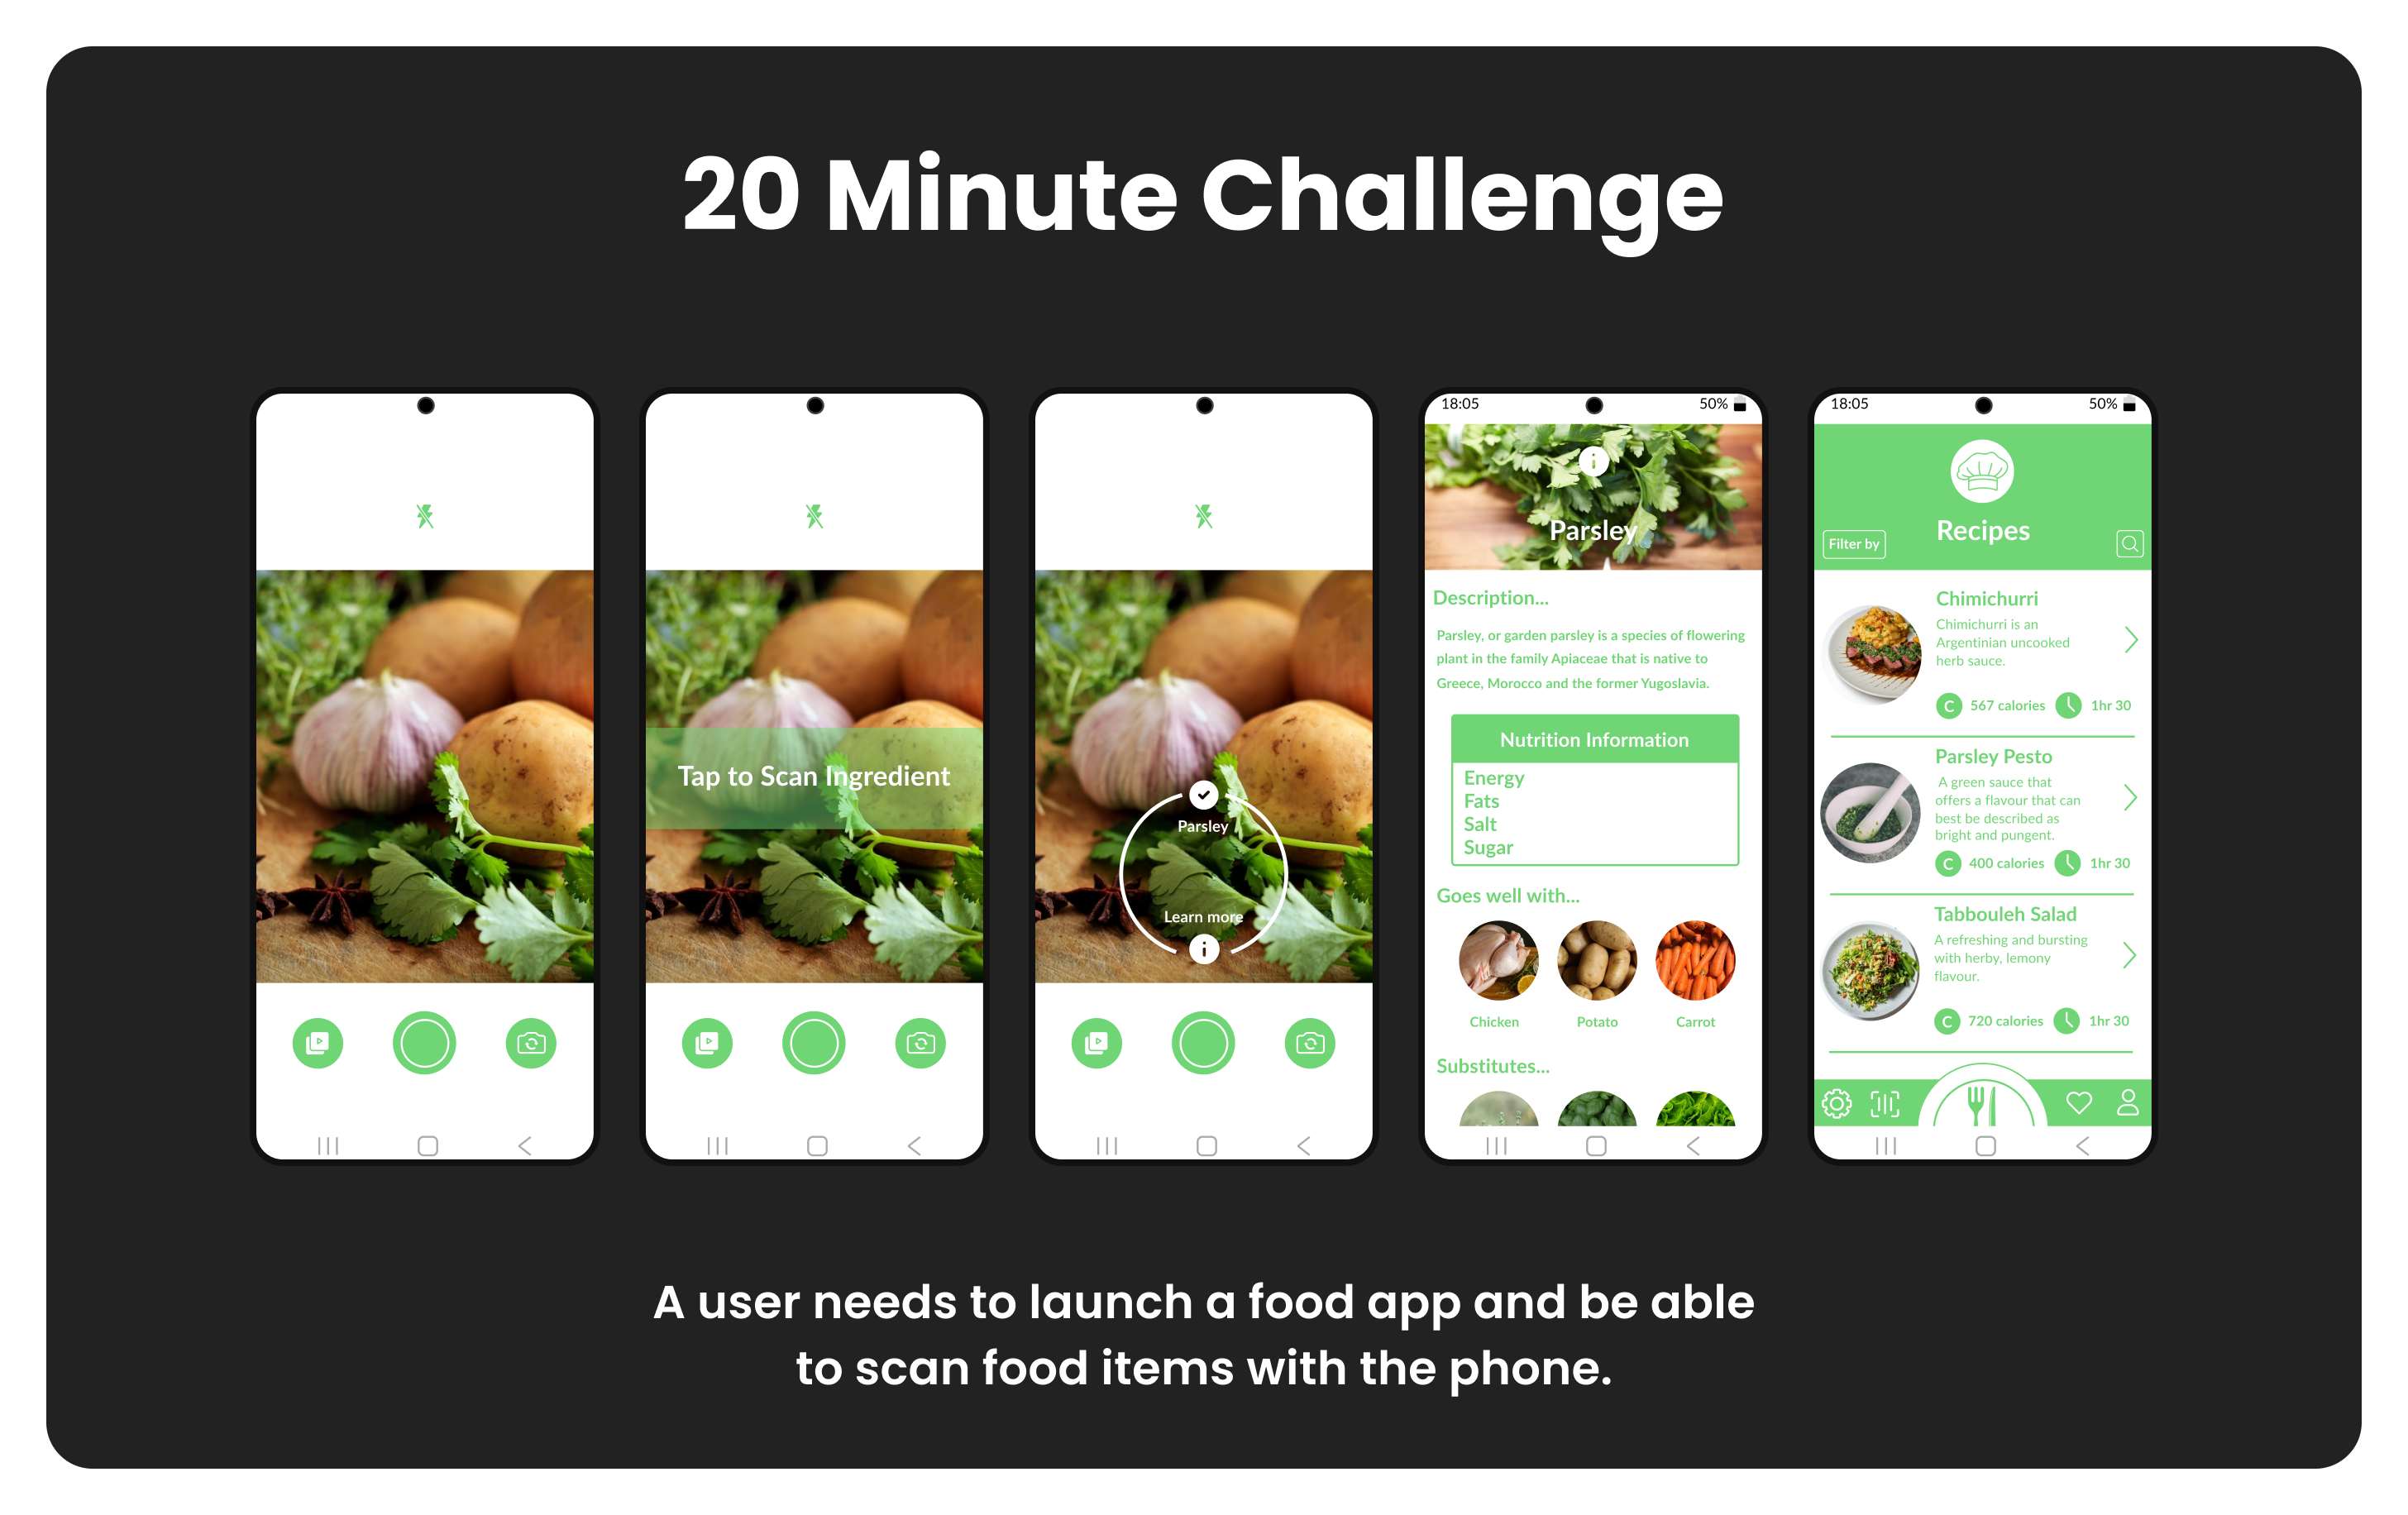 20 Minute Challenge
Tap to Scan Ingredient
Parsley
Learn more
18:05
50%
Parsley
Description...
Parsley, or garden parsley is a species of flowering
plant in the family Apiaceae that is native to
Greece, Morocco and the former Yugoslavia.
Nutrition Information
Energy
Fats
Salt
Sugar
Goes well with...
Chicken
Potato
Carrot
Substitutes...
18:05
50%
Recipes
Filter by
Chimichurri
Chimichurri is an
Argentinian uncooked
herb sauce.
C 567 calories 1hr 30
Parsley Pesto
A green sauce that
offers a flavour that can
best be described as
bright and pungent.
C 400 calories 1hr 30
Tabbouleh Salad
A refreshing and bursting
with herby, lemony
flavour.
C 720 calories 1hr 30
A user needs to launch a food app and be able
to scan food items with the phone.